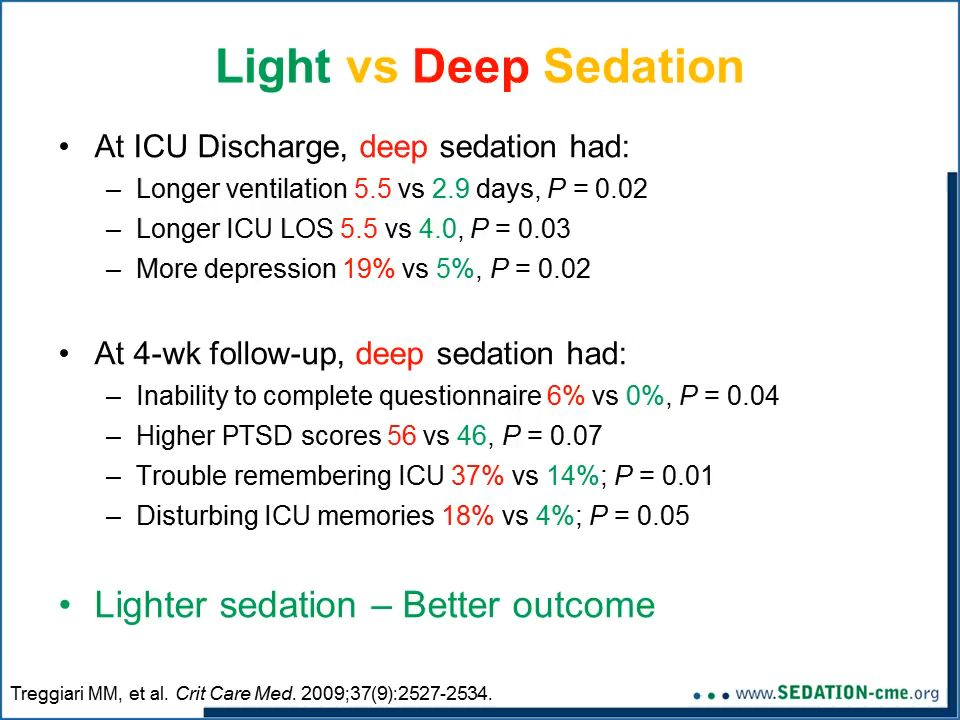 Light vs Deep Sedation
• At ICU Discharge, deep sedation had:
– Longer ventilation 5.5 vs 2.9 days, P = 0.02
– Longer ICU LOS 5.5 vs 4.0, P = 0.03
– More depression 19% vs 5%, P = 0.02
• At 4-wk follow-up, deep sedation had:
– Inability to complete questionnaire 6% vs 0%, P = 0.04
– Higher PTSD scores 56 vs 46, P = 0.07
– Trouble remembering ICU 37% vs 14%; P = 0.01
– Disturbing ICU memories 18% vs 4%; P = 0.05
• Lighter sedation – Better outcome
Treggiari MM, et al. Crit Care Med. 2009;37(9):2527-2534.
www.SEDATION-cme.org